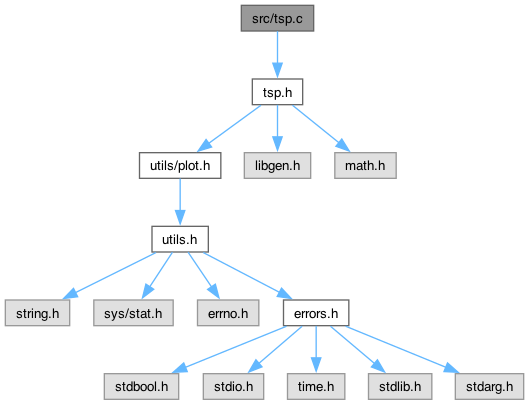 src/tsp.c
tsp.h
utils/plot.h
libgen.h
math.h
utils.h
string.h
sys/stat.h
errno.h
errors.h
stdbool.h
stdio.h
time.h
stdlib.h
stdarg.h